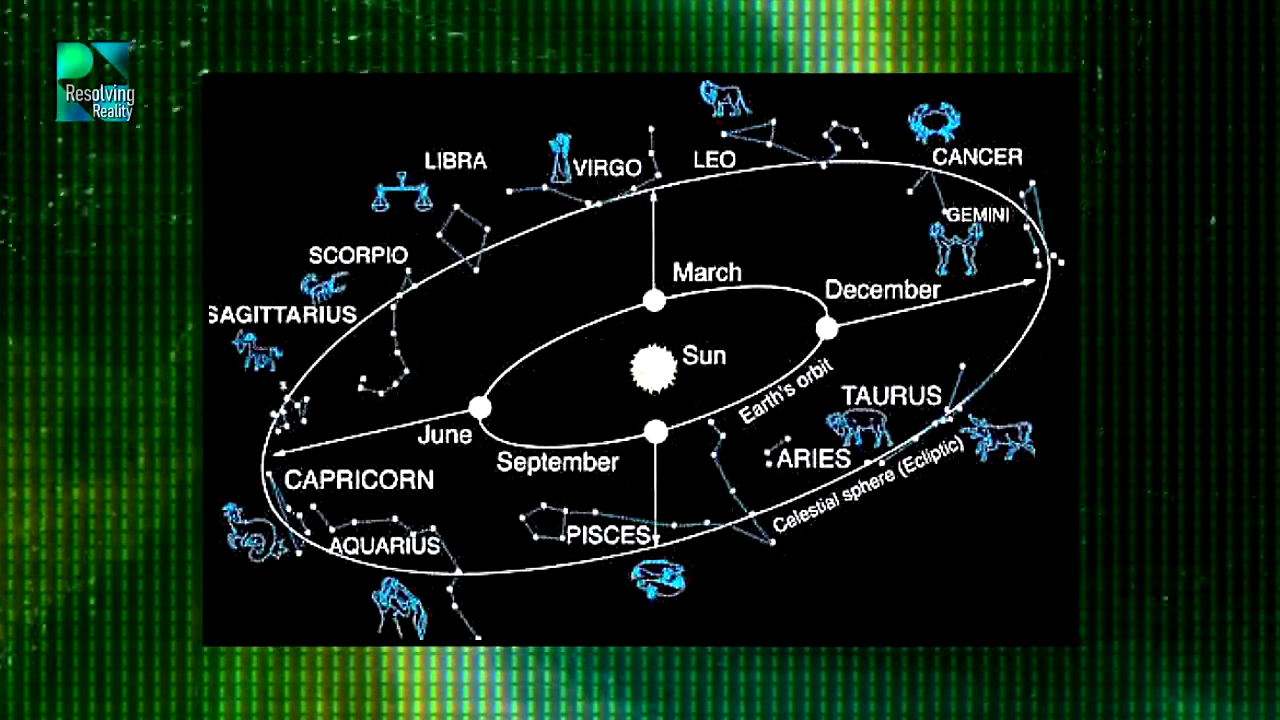 Resolving
Reality
LIBRA
VIRGO
LEO
CANCER
GEMINI
SCORPIO
SAGITTARIUS
March
December
Sun
Earth's orbit
TAURUS
June
September
ARIES
Celestial sphere (Ecliptic)
CAPRICORN
AQUARIUS
PISCES